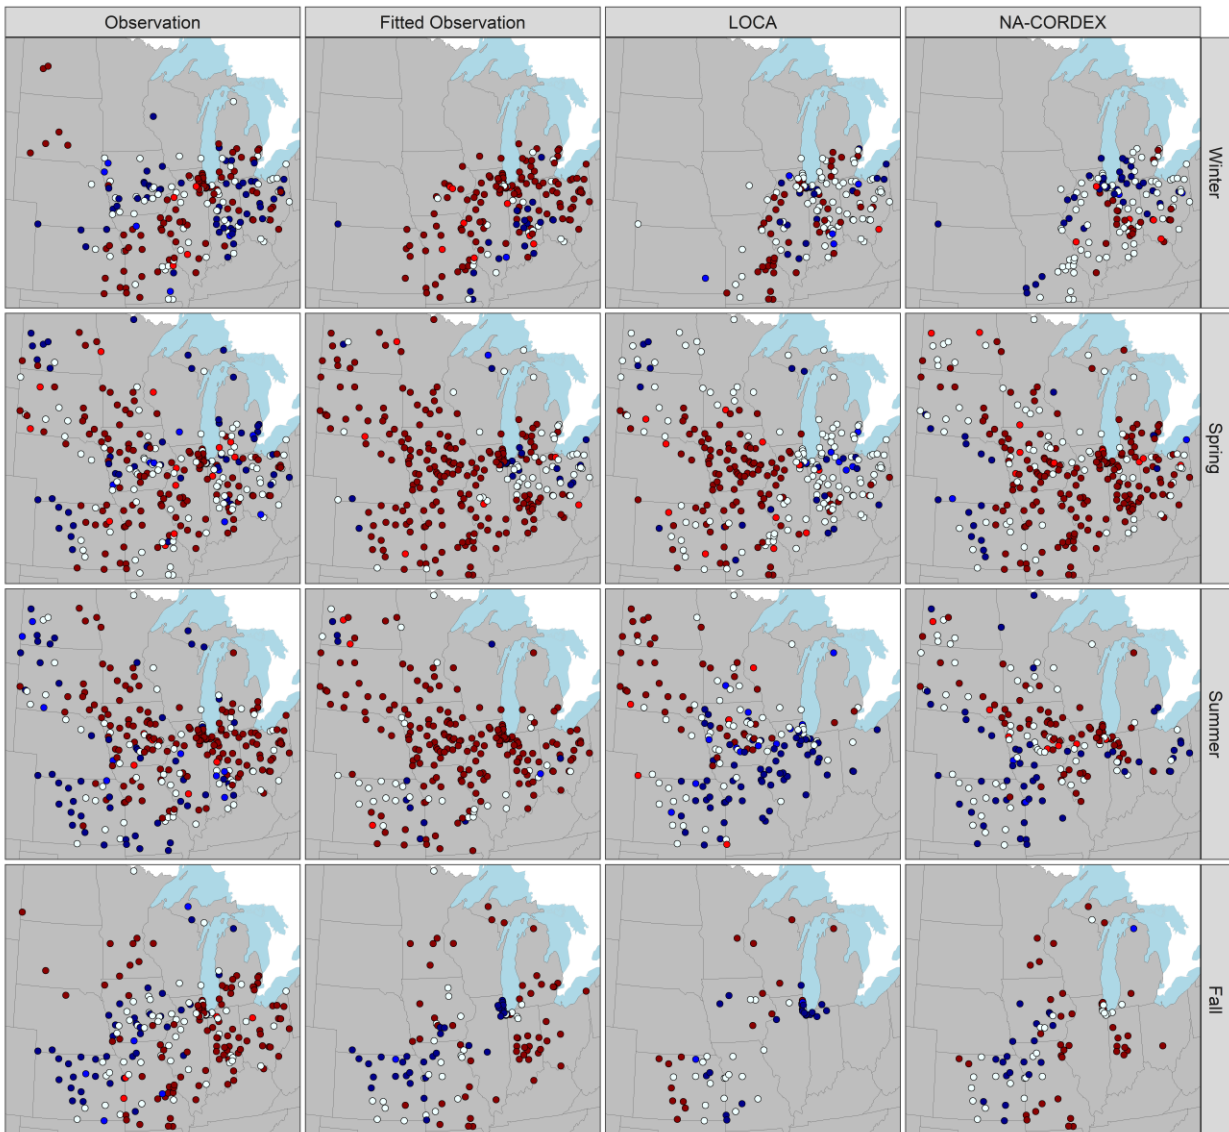 Observation
Fitted Observation
LOCA
NA-CORDEX
Winter
Spring
Summer
Fall